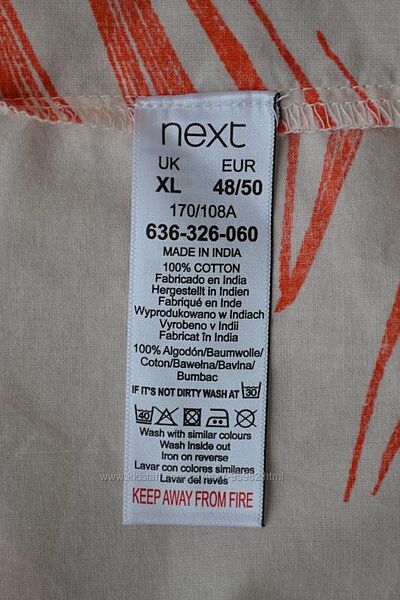 next
UK EUR
XL 48/50
170/108A
636-326-060
MADE IN INDIA
100% COTTON
Fabricado en India
Hergestellt in Indien
Fabriqué en Inde
Wyprodukowano w Indiach
Vyrobeno v Indii
Fabricat în India
100% Algodón/Baumwolle/
Coton/Bawełna/Bavlna/
Bumbac
IF IT'S NOT DIRTY WASH AT 30
40
Wash with similar colours
Wash Inside out
Iron on reverse
Lavar con colores similares
Lavar del revés
KEEP AWAY FROM FIRE